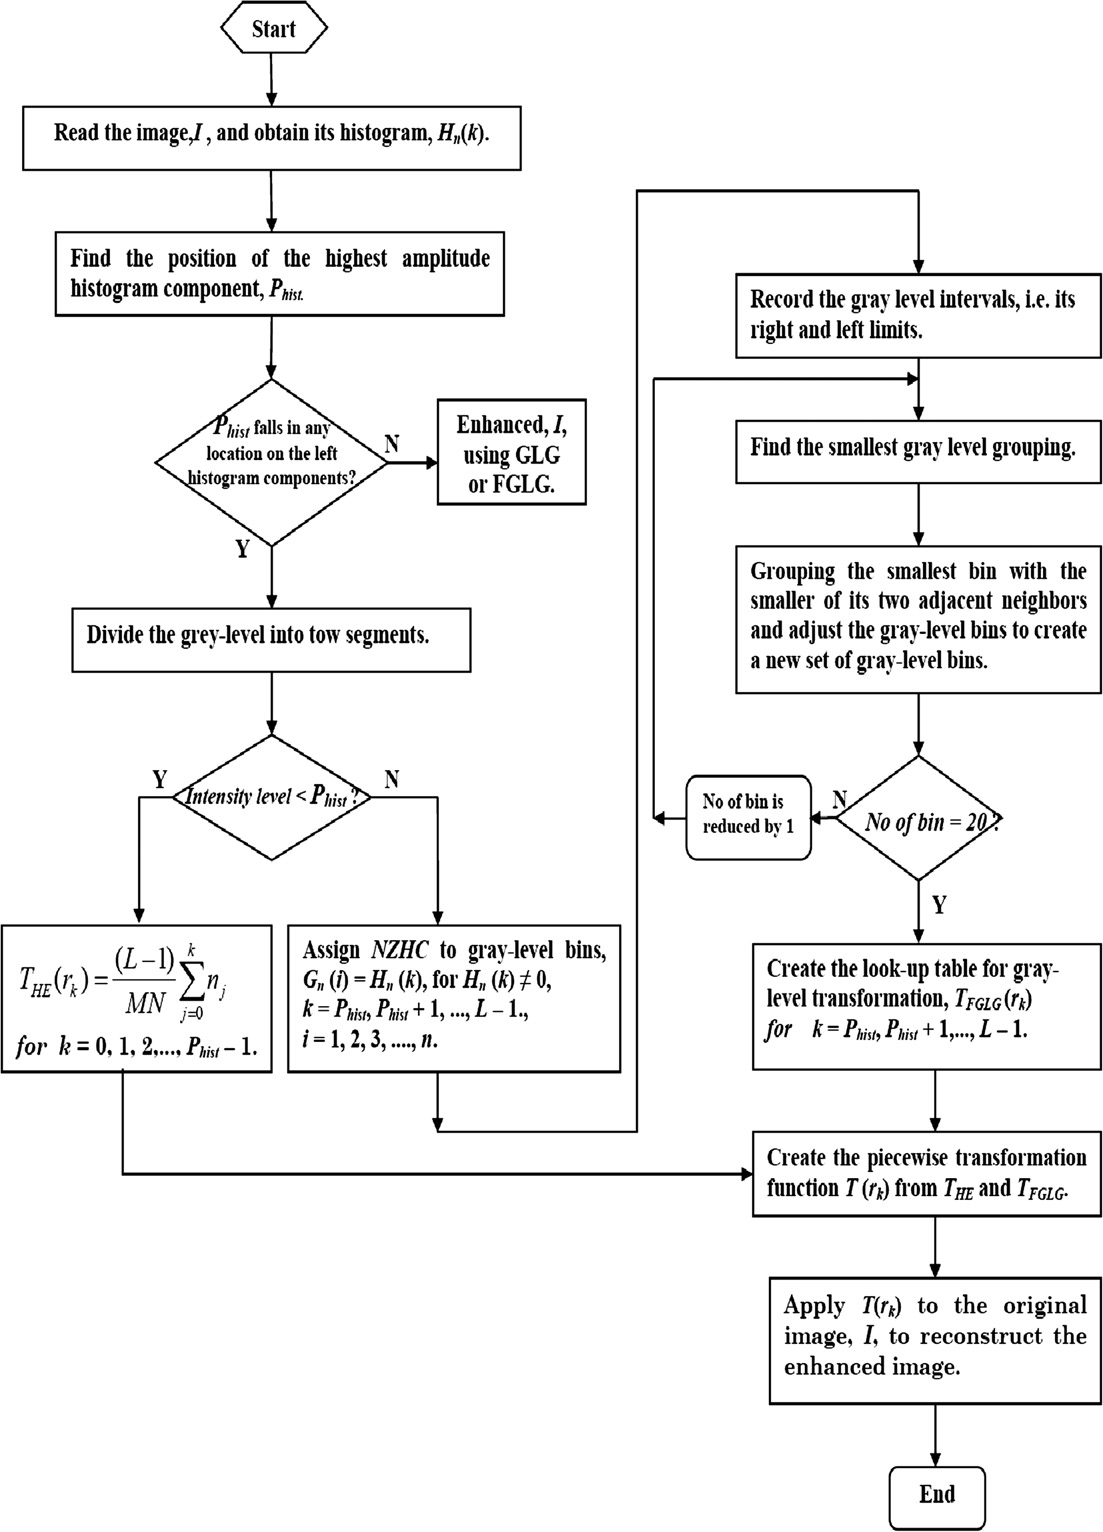 Start
Read the image,I , and obtain its histogram, Hn(k).
Find the position of the highest amplitude
histogram component, Phist.
Phist falls in any
location on the left
histogram components?
N
Enhanced, I,
using GLG
or FGLG.
Y
Divide the grey-level into tow segments.
Y
Intensity level < Phist ?
N
THE(rk) = (L−1)/MN ∑j=0k nj
for k = 0, 1, 2,..., Phist – 1.
Assign NZHC to gray-level bins,
Gn (i) = Hn (k), for Hn (k) ≠ 0,
k = Phist, Phist + 1, ..., L – 1.,
i = 1, 2, 3, ...., n.
Record the gray level intervals, i.e. its
right and left limits.
Find the smallest gray level grouping.
Grouping the smallest bin with the
smaller of its two adjacent neighbors
and adjust the gray-level bins to create
a new set of gray-level bins.
No of bin is
reduced by 1
N
No of bin = 20 ?
Y
Create the look-up table for gray-
level transformation, TFGLG (rk)
for k = Phist, Phist + 1,..., L – 1.
Create the piecewise transformation
function T (rk) from THE and TFGLG.
Apply T(rk) to the original
image, I, to reconstruct the
enhanced image.
End